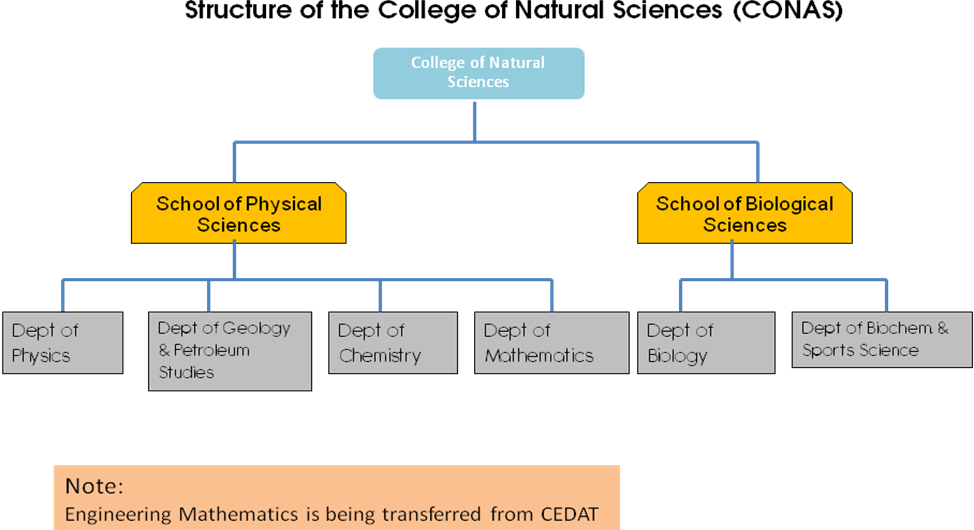 Structure of the College of Natural Sciences (CONAS)
College of Natural
Sciences
School of Physical
Sciences
School of Biological
Sciences
Dept of
Physics
Dept of Geology
& Petroleum
Studies
Dept of
Chemistry
Dept of
Mathematics
Dept of
Biology
Dept of Biochem. &
Sports Science
Note:
Engineering Mathematics is being transferred from CEDAT